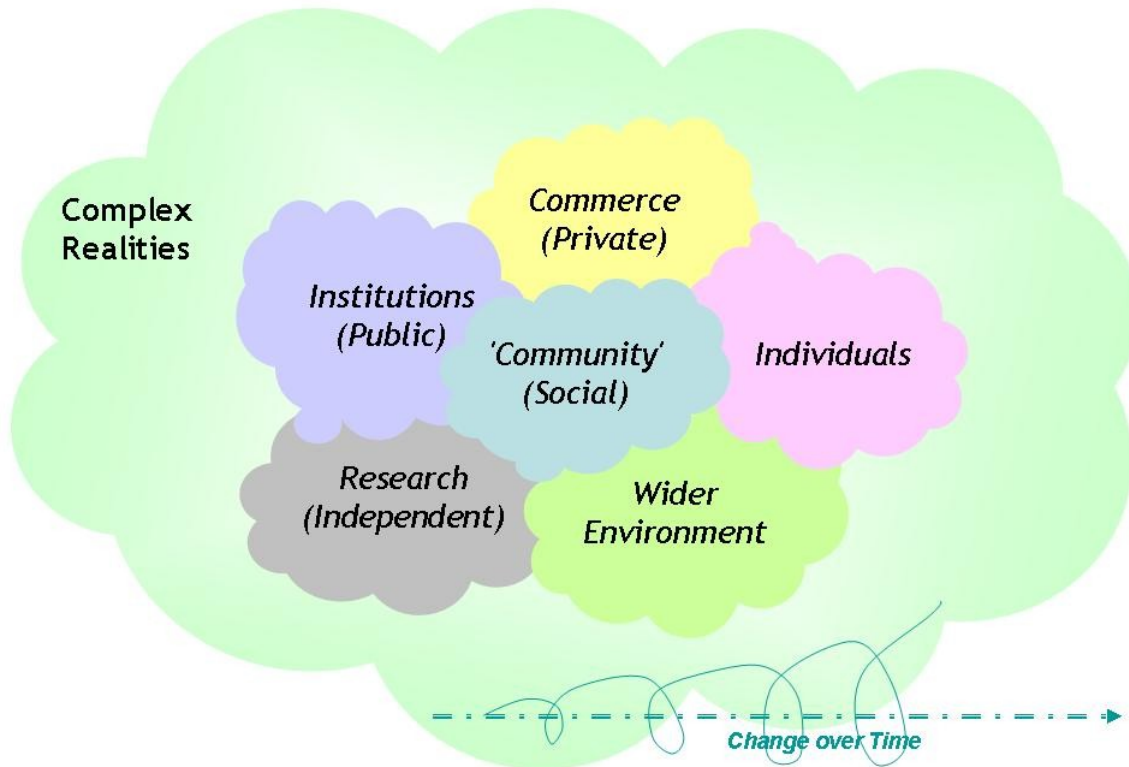 Complex
Realities
Commerce
(Private)
Institutions
(Public)
'Community'
(Social)
Individuals
Research
(Independent)
Wider
Environment
Change over Time